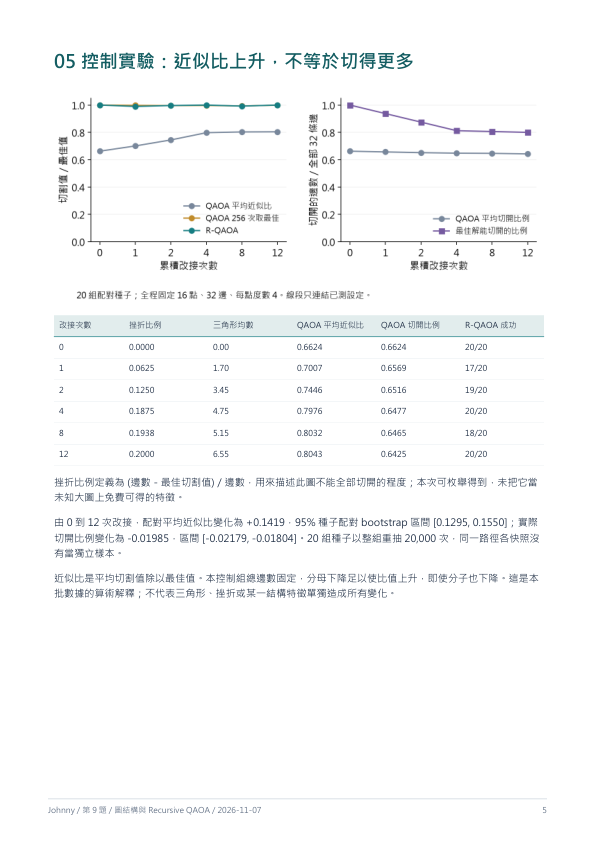 05 控制實驗：近似比上升，不等於切得更多
切割值 / 最佳值
1.0
0.8
0.6
0.4
0.2
0.0
0 1 2 4 8 12
累積改接次數
QAOA 平均近似比
QAOA 256 次取最佳
R-QAOA
切開的邊數 / 全部 32 條邊
1.0
0.8
0.6
0.4
0.2
0.0
0 1 2 4 8 12
累積改接次數
QAOA 平均切開比例
最佳解能切開的比例
20 組配對種子；全程固定 16 點、32 邊、每點度數 4。線段只連結已測設定。
改接次數 挫折比例 三角形均數 QAOA 平均近似比 QAOA 切開比例 R-QAOA 成功
0 0.0000 0.00 0.6624 0.6624 20/20
1 0.0625 1.70 0.7007 0.6569 17/20
2 0.1250 3.45 0.7446 0.6516 19/20
4 0.1875 4.75 0.7976 0.6477 20/20
8 0.1938 5.15 0.8032 0.6465 18/20
12 0.2000 6.55 0.8043 0.6425 20/20
挫折比例定義為 (邊數 - 最佳切割值) / 邊數，用來描述此圖不能全部切開的程度；本次可枚舉得到，未把它當
未知大圖上免費可得的特徵。
由 0 到 12 次改接，配對平均近似比變化為 +0.1419，95% 種子配對 bootstrap 區間 [0.1295, 0.1550]；實際
切開比例變化為 -0.01985，區間 [-0.02179, -0.01804]。20 組種子以整組重抽 20,000 次，同一路徑各快照沒
有當獨立樣本。
近似比是平均切割值除以最佳值。本控制組總邊數固定，分母下降足以使比值上升，即使分子也下降。這是本
批數據的算術解釋；不代表三角形、挫折或某一結構特徵單獨造成所有變化。
Johnny / 第 9 題 / 圖結構與 Recursive QAOA / 2026-11-07
5